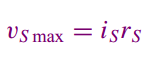 v_{S max} = i_S r_S